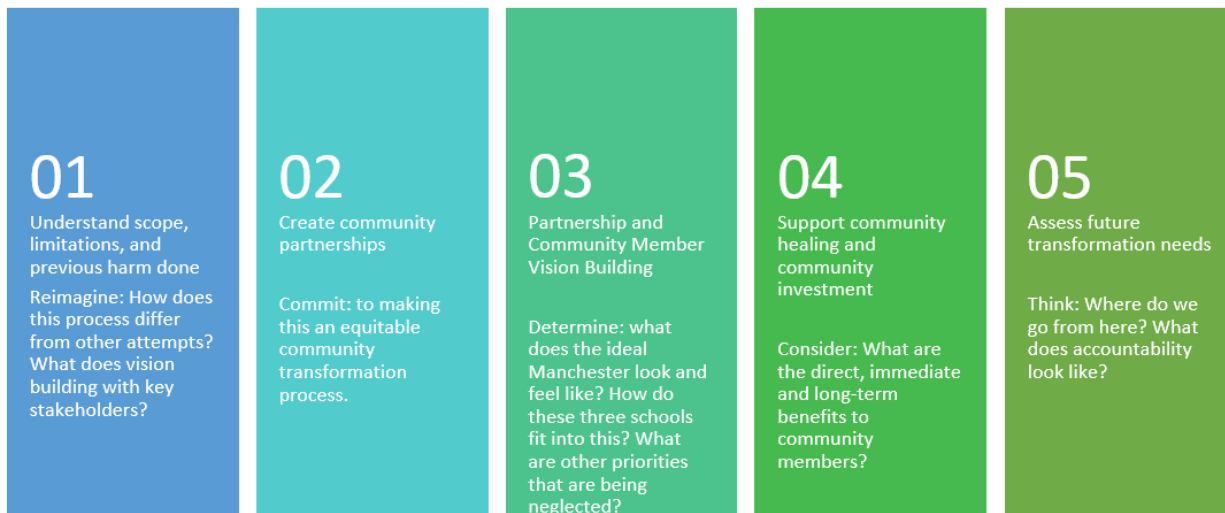 01
Understand scope,
limitations, and
previous harm done
Reimagine: How does
this process differ
from other attempts?
What does vision
building with key
stakeholders?
02
Create community
partnerships
Commit: to making
this an equitable
community
transformation
process.
03
Partnership and
Community Member
Vision Building
Determine: what
does the ideal
Manchester look and
feel like? How do
these three schools
fit into this? What
are other priorities
that are being
neglected?
04
Support community
healing and
community
investment
Consider: What are
the direct, immediate
and long-term
benefits to
community
members?
05
Assess future
transformation needs
Think: Where do we
go from here? What
does accountability
look like?